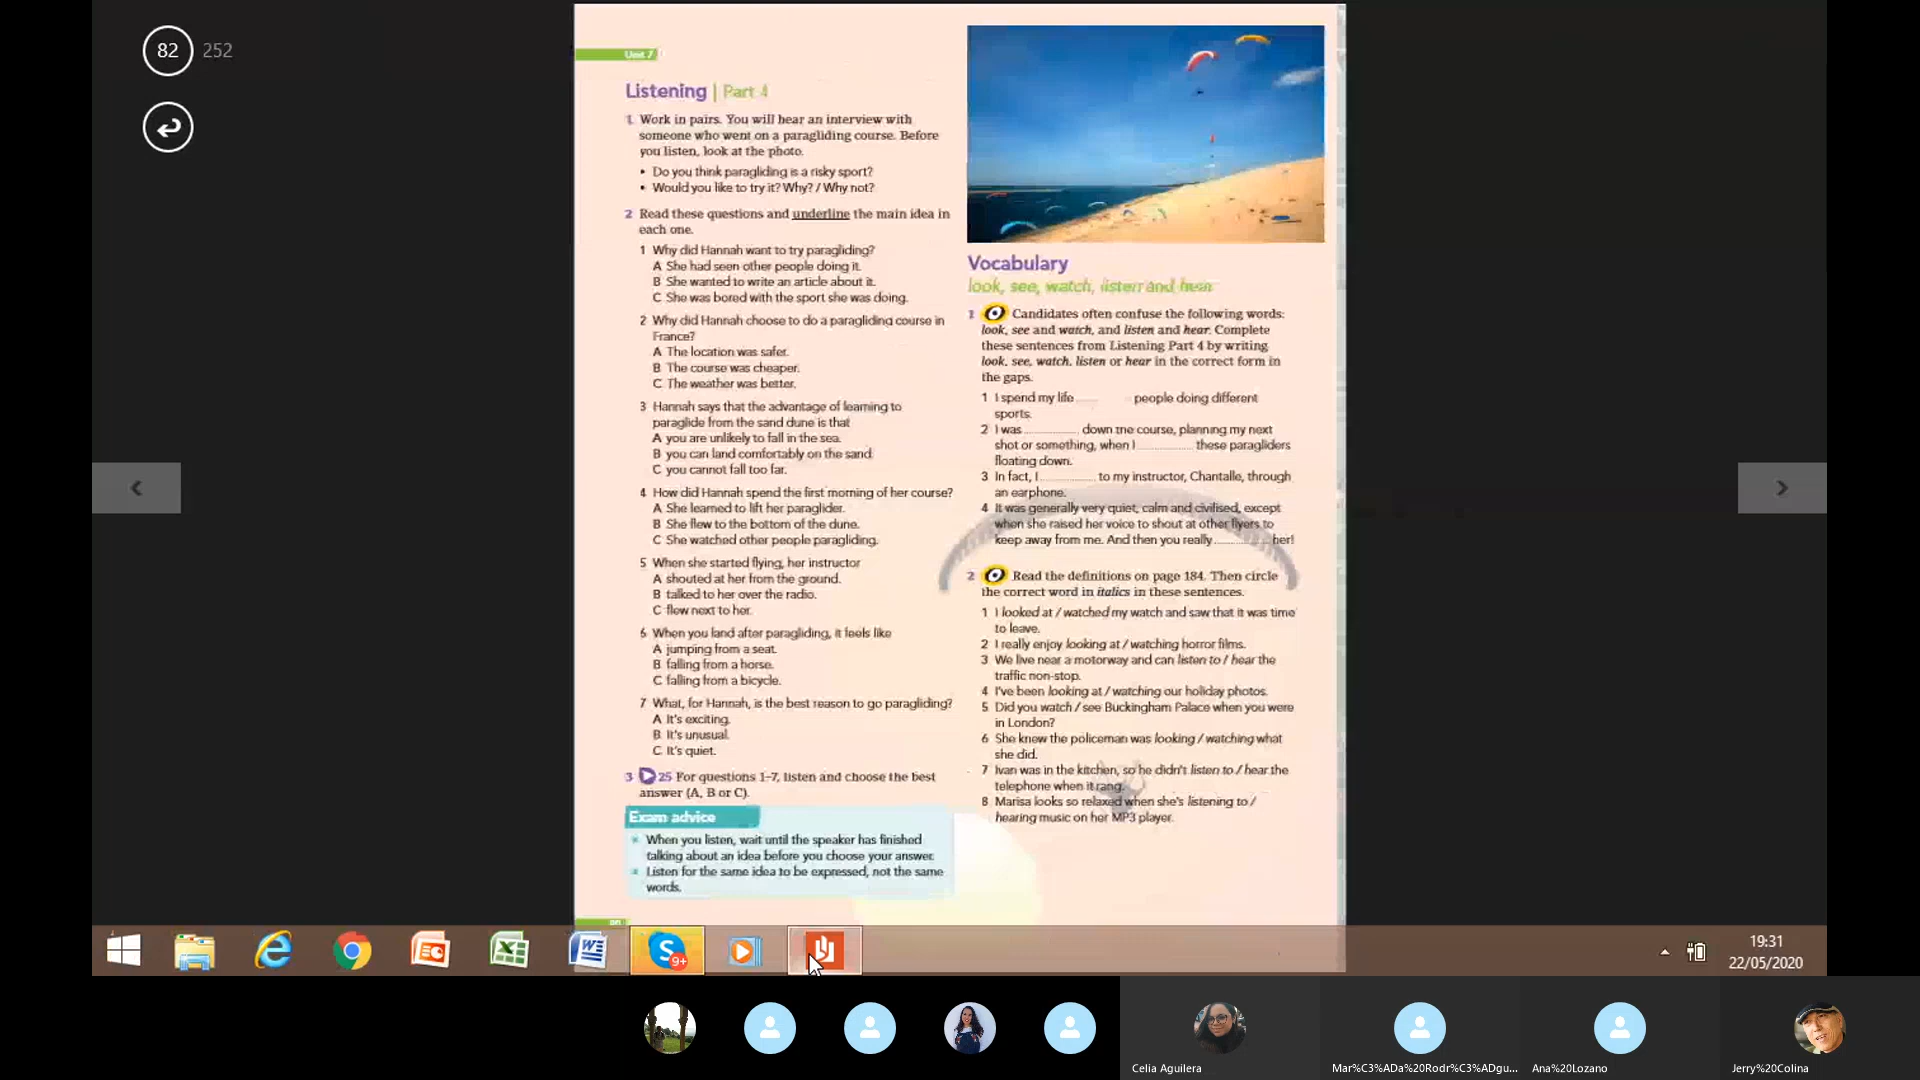 82 252
Unit 7
Listening | Part 4
1 Work in pairs. You will hear an interview with
someone who went on a paragliding course. Before
you listen, look at the photo.
• Do you think paragliding is a risky sport?
• Would you like to try it? Why? / Why not?
2 Read these questions and underline the main idea in
each one.
1 Why did Hannah want to try paragliding?
A She had seen other people doing it.
B She wanted to write an article about it.
C She was bored with the sport she was doing.
2 Why did Hannah choose to do a paragliding course in
France?
A The location was safer.
B The course was cheaper.
C The weather was better.
3 Hannah says that the advantage of learning to
paraglide from the sand dune is that
A you are unlikely to fall in the sea.
B you can land comfortably on the sand.
C you cannot fall too far.
4 How did Hannah spend the first morning of her course?
A She learned to lift her paraglider.
B She flew to the bottom of the dune.
C She watched other people paragliding.
5 When she started flying, her instructor
A shouted at her from the ground.
B talked to her over the radio.
C flew next to her.
6 When you land after paragliding, it feels like
A jumping from a seat.
B falling from a horse.
C falling from a bicycle.
7 What, for Hannah, is the best reason to go paragliding?
A It's exciting.
B It's unusual.
C It's quiet.
3 25 For questions 1–7, listen and choose the best
answer (A, B or C).
Exam advice
When you listen, wait until the speaker has finished
talking about an idea before you choose your answer.
Listen for the same idea to be expressed, not the same
words.
80
Vocabulary
look, see, watch, listen and hear
1 Candidates often confuse the following words:
look, see and watch, and listen and hear. Complete
these sentences from Listening Part 4 by writing
look, see, watch, listen or hear in the correct form in
the gaps.
1 I spend my life ..... people doing different
sports.
2 I was .................. down the course, planning my next
shot or something, when I .................. these paragliders
floating down.
3 In fact, I .................. to my instructor, Chantalle, through
an earphone.
4 It was generally very quiet, calm and civilised, except
when she raised her voice to shout at other flyers to
keep away from me. And then you really .................. her!
2 Read the definitions on page 184. Then circle
the correct word in italics in these sentences.
1 I looked at / watched my watch and saw that it was time
to leave.
2 I really enjoy looking at / watching horror films.
3 We live near a motorway and can listen to / hear the
traffic non-stop.
4 I've been looking at / watching our holiday photos.
5 Did you watch / see Buckingham Palace when you were
in London?
6 She knew the policeman was looking / watching what
she did.
7 Ivan was in the kitchen, so he didn't listen to / hear the
telephone when it rang.
8 Marisa looks so relaxed when she's listening to /
hearing music on her MP3 player.
9+
19:31
22/05/2020
Celia Aguilera
Mar%C3%ADa%20Rodr%C3%ADgu...
Ana%20Lozano
Jerry%20Colina